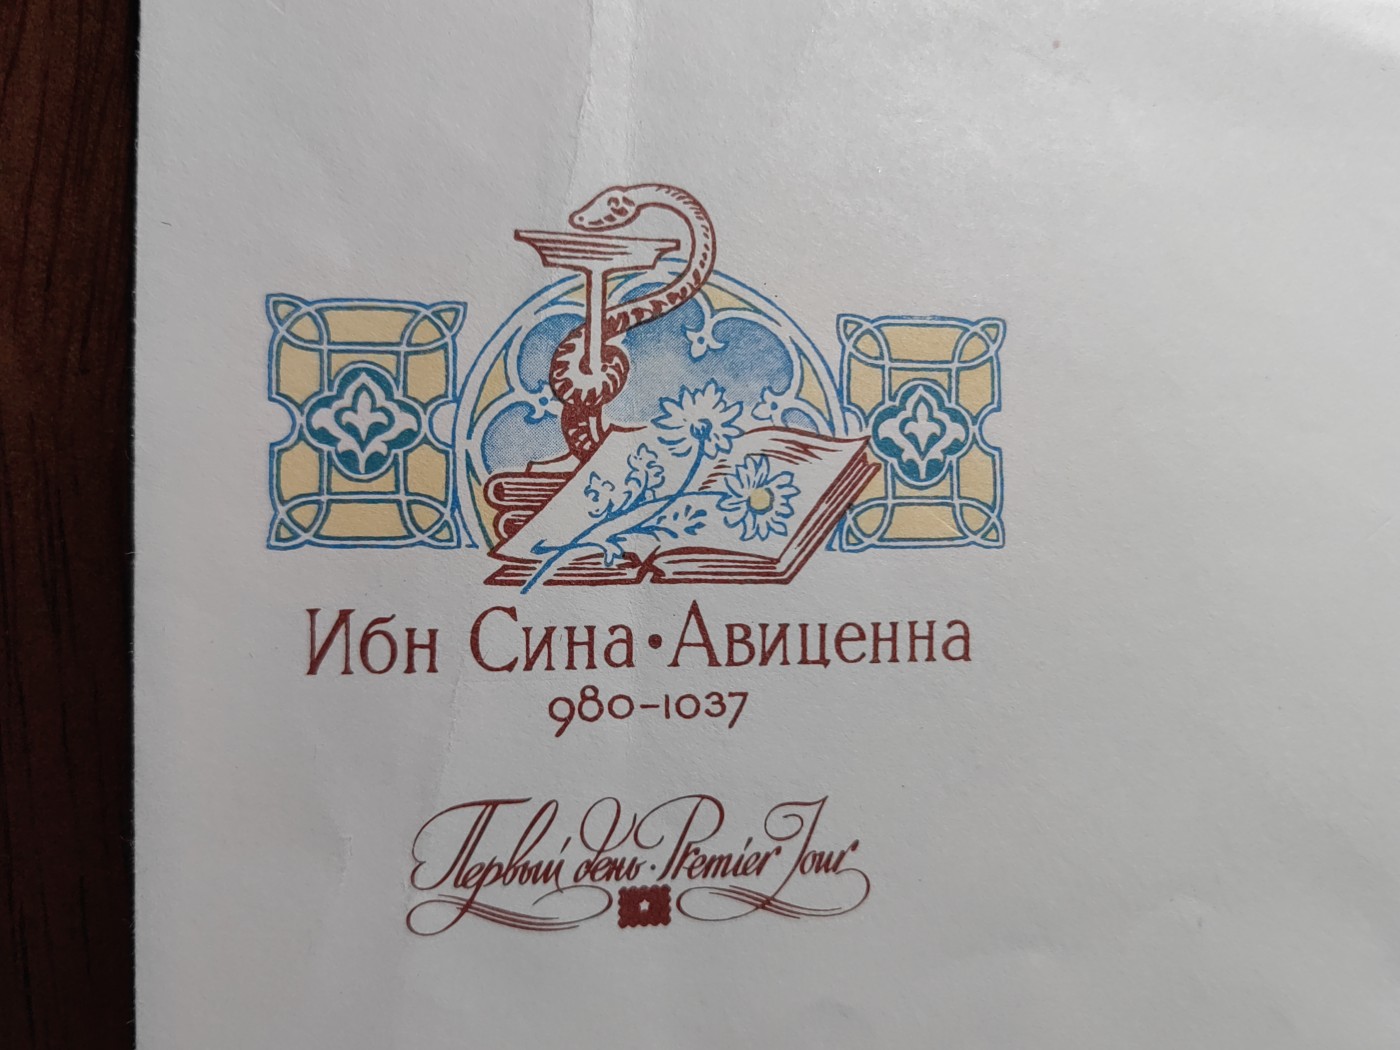 Ибн Сина • Авиценна
980–1037
Первый день · Premier Jour